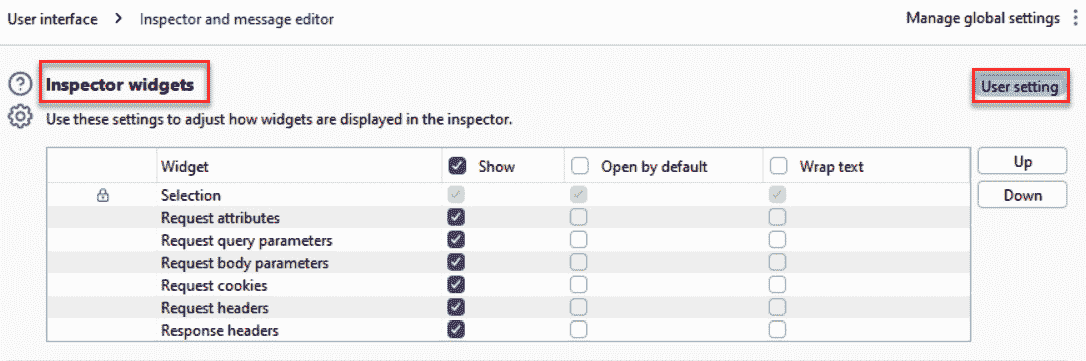 User interface > Inspector and message editor
Manage global settings
Inspector widgets
User setting
Use these settings to adjust how widgets are displayed in the inspector.
Widget Show Open by default Wrap text
Up
Selection
Down
Request attributes
Request query parameters
Request body parameters
Request cookies
Request headers
Response headers